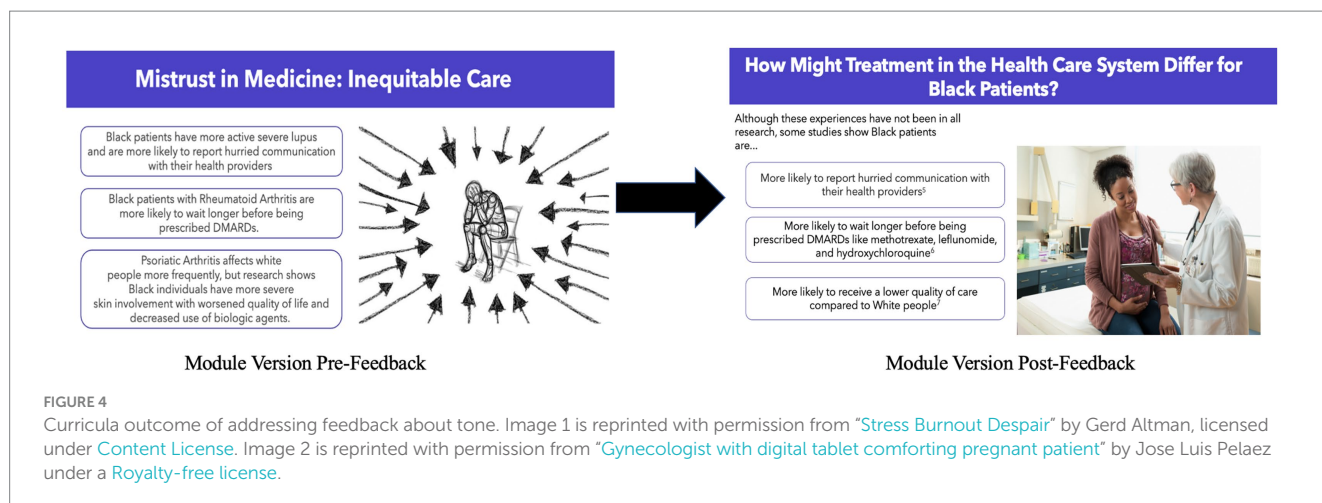 Mistrust in Medicine: Inequitable Care
Black patients have more active severe lupus
and are more likely to report hurried communication
with their health providers
Black patients with Rheumatoid Arthritis are
more likely to wait longer before being
prescribed DMARDs.
Psoriatic Arthritis affects white
people more frequently, but research shows
Black individuals have more severe
skin involvement with worsened quality of life and
decreased use of biologic agents.
Module Version Pre-Feedback
How Might Treatment in the Health Care System Differ for
Black Patients?
Although these experiences have not been in all
research, some studies show Black patients
are...
More likely to report hurried communication with
their health providers⁵
More likely to wait longer before being
prescribed DMARDs like methotrexate, leflunomide,
and hydroxychloroquine⁶
More likely to receive a lower quality of care
compared to White people⁷
Module Version Post-Feedback
FIGURE 4
Curricula outcome of addressing feedback about tone. Image 1 is reprinted with permission from “Stress Burnout Despair” by Gerd Altman, licensed
under Content License. Image 2 is reprinted with permission from “Gynecologist with digital tablet comforting pregnant patient” by Jose Luis Pelaez
under a Royalty-free license.